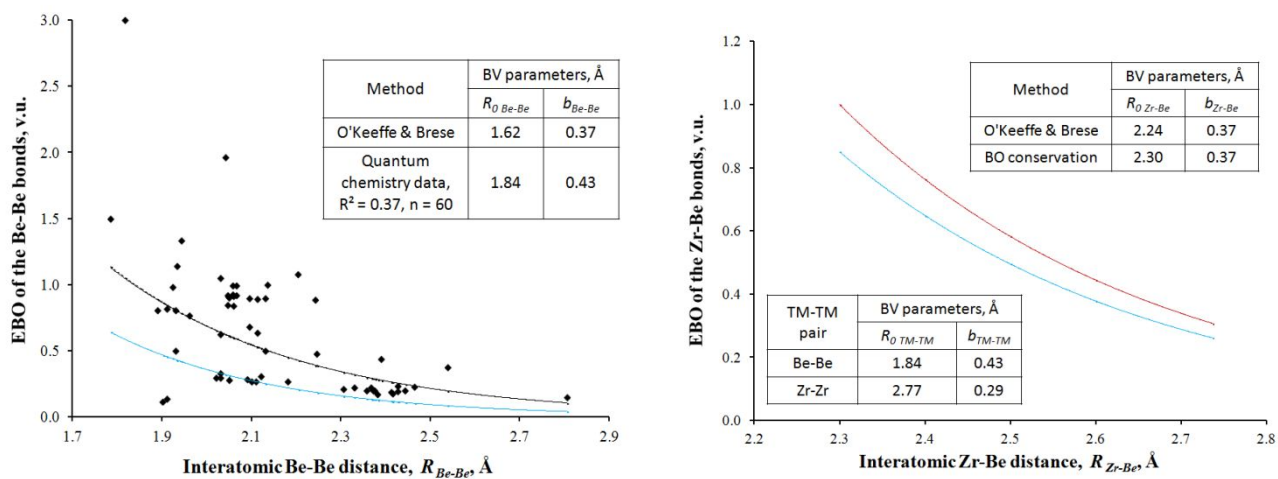 EBO of the Be-Be bonds, v.u.
3.0
2.5
2.0
1.5
1.0
0.5
0.0
1.7 1.9 2.1 2.3 2.5 2.7 2.9
Interatomic Be-Be distance, R Be-Be, Å
Method BV parameters, Å
R0 Be-Be bBe-Be
O'Keeffe & Brese 1.62 0.37
Quantum
chemistry data, 1.84 0.43
R² = 0.37, n = 60
EBO of the Zr-Be bonds, v.u.
1.0
0.8
0.6
0.4
0.2
0.0
2.2 2.3 2.4 2.5 2.6 2.7 2.8
Interatomic Zr-Be distance, R Zr-Be, Å
Method BV parameters, Å
R0 Zr-Be bZr-Be
O'Keeffe & Brese 2.24 0.37
BO conservation 2.30 0.37
TM-TM BV parameters, Å
pair R0 TM-TM bTM-TM
Be-Be 1.84 0.43
Zr-Zr 2.77 0.29